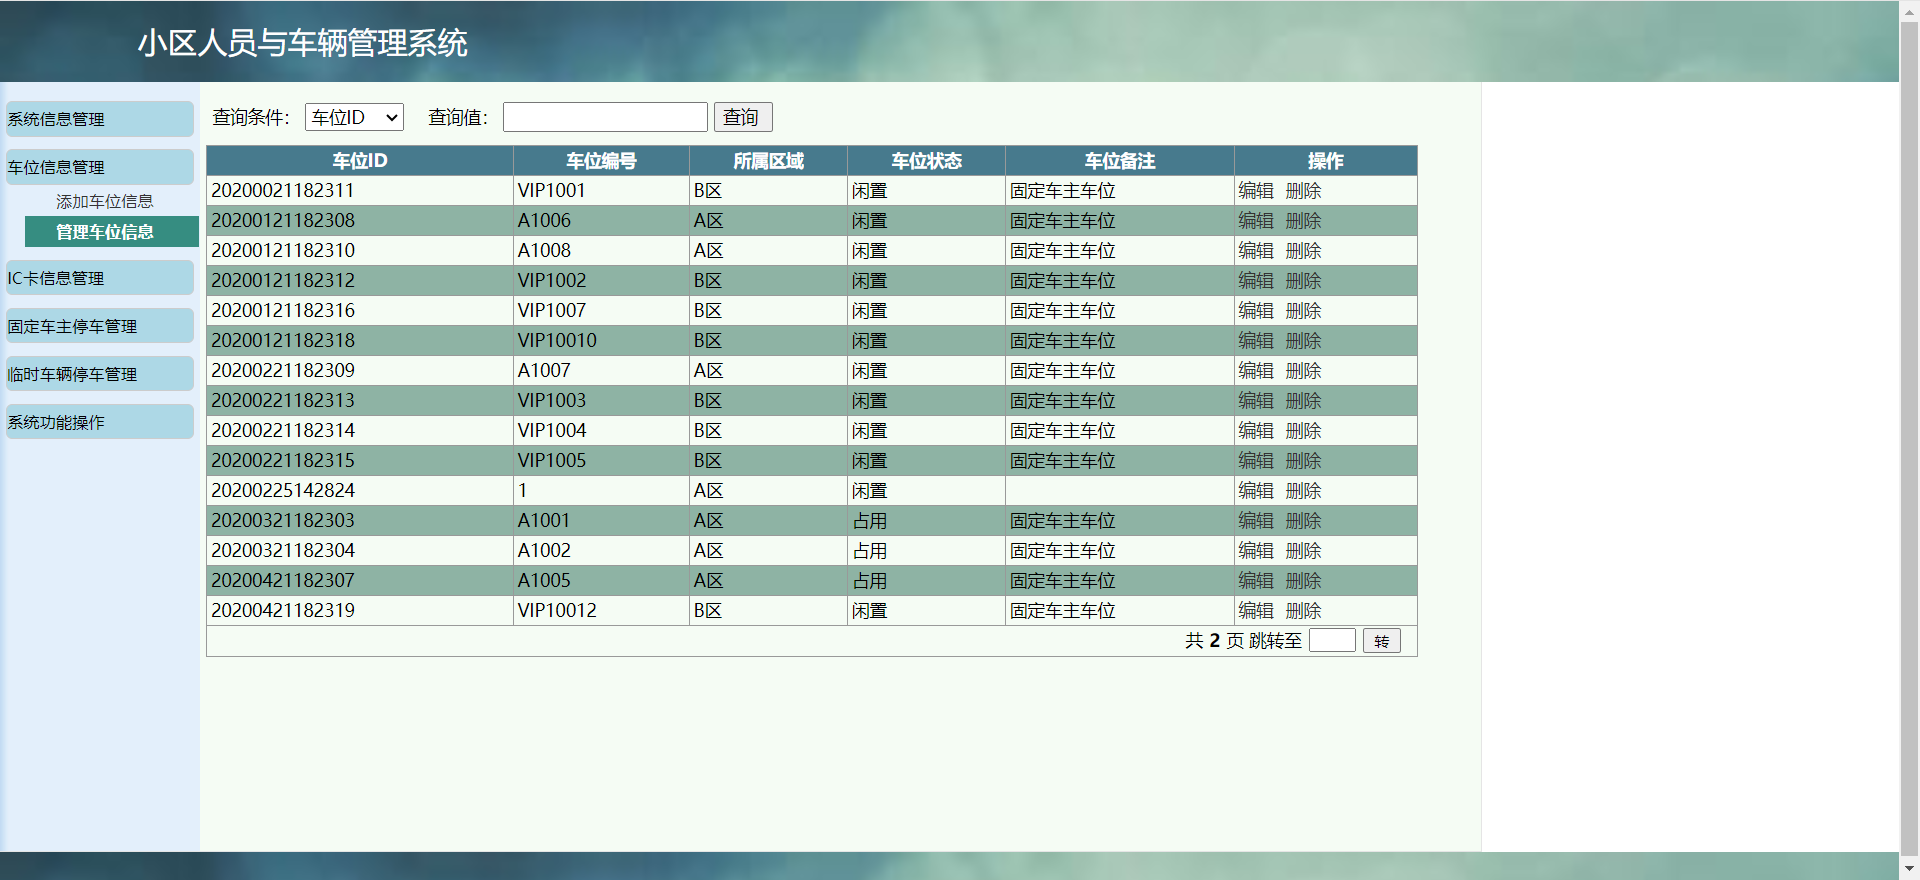 小区人员与车辆管理系统
系统信息管理
车位信息管理
添加车位信息
管理车位信息
IC卡信息管理
固定车主停车管理
临时车辆停车管理
系统功能操作
查询条件： 车位ID 查询值： 查询
车位ID 车位编号 所属区域 车位状态 车位备注 操作
20200021182311 VIP1001 B区 闲置 固定车主车位 编辑 删除
20200121182308 A1006 A区 闲置 固定车主车位 编辑 删除
20200121182310 A1008 A区 闲置 固定车主车位 编辑 删除
20200121182312 VIP1002 B区 闲置 固定车主车位 编辑 删除
20200121182316 VIP1007 B区 闲置 固定车主车位 编辑 删除
20200121182318 VIP10010 B区 闲置 固定车主车位 编辑 删除
20200221182309 A1007 A区 闲置 固定车主车位 编辑 删除
20200221182313 VIP1003 B区 闲置 固定车主车位 编辑 删除
20200221182314 VIP1004 B区 闲置 固定车主车位 编辑 删除
20200221182315 VIP1005 B区 闲置 固定车主车位 编辑 删除
20200225142824 1 A区 闲置 编辑 删除
20200321182303 A1001 A区 占用 固定车主车位 编辑 删除
20200321182304 A1002 A区 占用 固定车主车位 编辑 删除
20200421182307 A1005 A区 占用 固定车主车位 编辑 删除
20200421182319 VIP10012 B区 闲置 固定车主车位 编辑 删除
共 2 页 跳转至 转